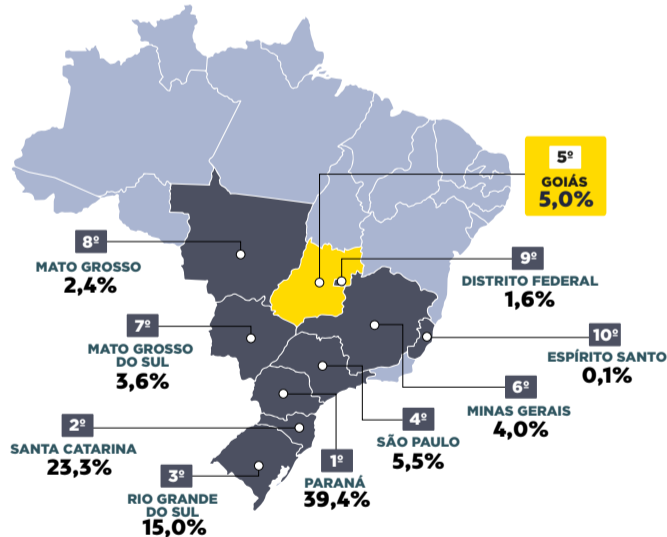 5º
GOIÁS
5,0%
8º
MATO GROSSO
2,4%
9º
DISTRITO FEDERAL
1,6%
7º
MATO GROSSO
DO SUL
3,6%
10º
ESPÍRITO SANTO
0,1%
6º
MINAS GERAIS
4,0%
2º
SANTA CATARINA
23,3%
4º
SÃO PAULO
5,5%
1º
PARANÁ
39,4%
3º
RIO GRANDE
DO SUL
15,0%